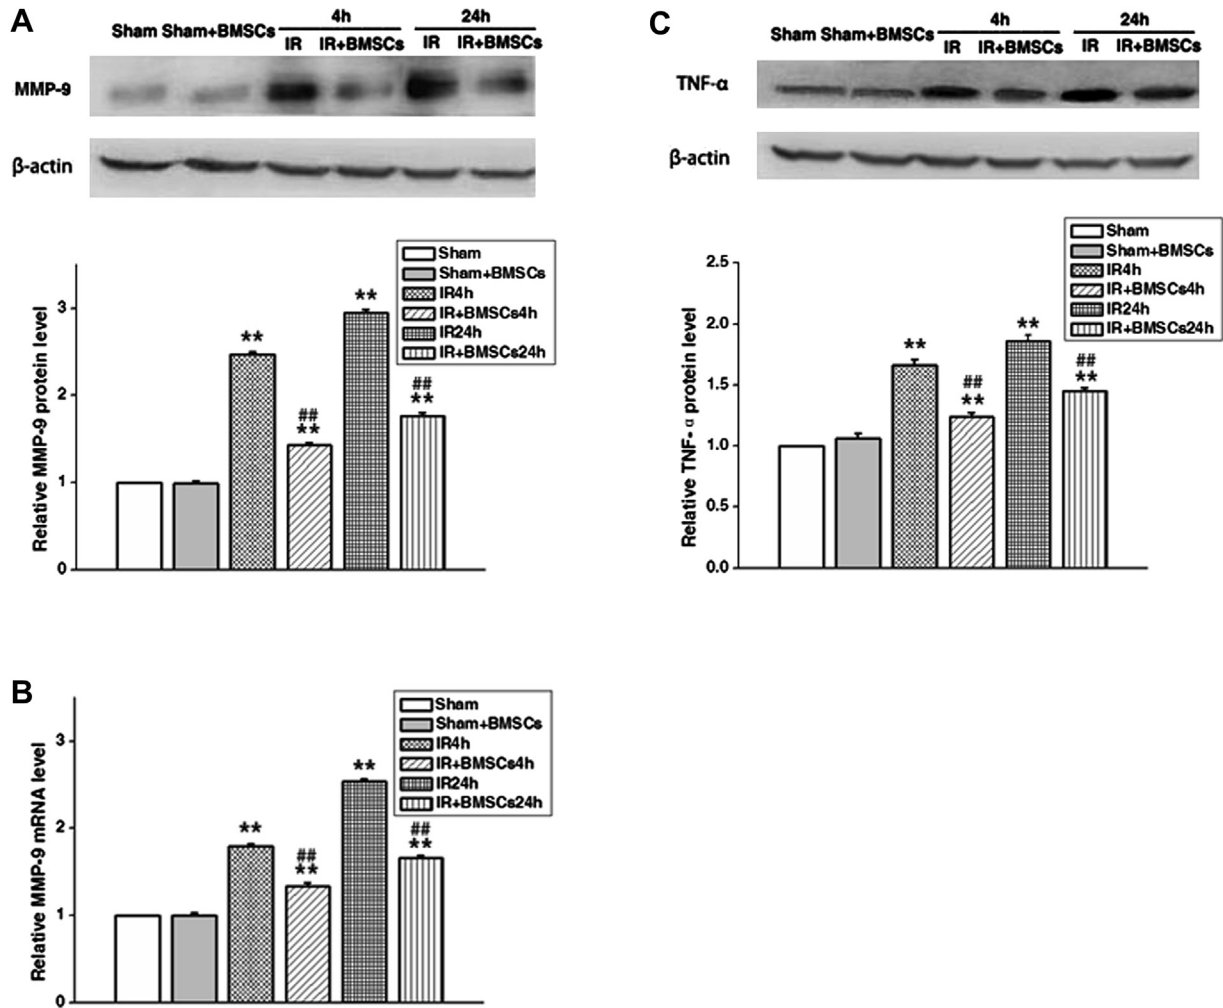 A
4h
24h
Sham Sham+BMSCs
IR IR+BMSCs
IR IR+BMSCs
MMP-9
β-actin
Relative MMP-9 protein level
3
2
1
0
Sham
Sham+BMSCs
IR4h
IR+BMSCs4h
IR24h
IR+BMSCs24h
**
##
**
**
##
**
B
Relative MMP-9 mRNA level
3
2
1
0
Sham
Sham+BMSCs
IR4h
IR+BMSCs4h
IR24h
IR+BMSCs24h
**
##
**
**
##
**
C
4h
24h
Sham Sham+BMSCs
IR IR+BMSCs
IR IR+BMSCs
TNF-α
β-actin
Relative TNF-α protein level
2.5
2.0
1.5
1.0
0.5
0.0
Sham
Sham+BMSCs
IR4h
IR+BMSCs4h
IR24h
IR+BMSCs24h
**
##
**
**
##
**